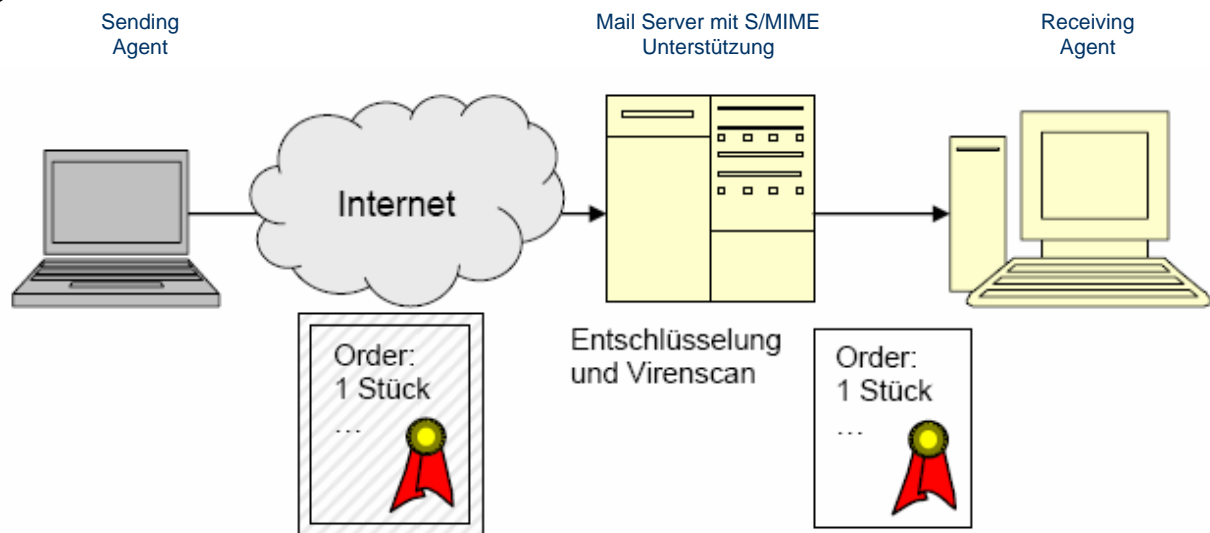 Sending
Agent
Mail Server mit S/MIME
Unterstützung
Receiving
Agent
Internet
Order:
1 Stück
...
Entschlüsselung
und Virenscan
Order:
1 Stück
...